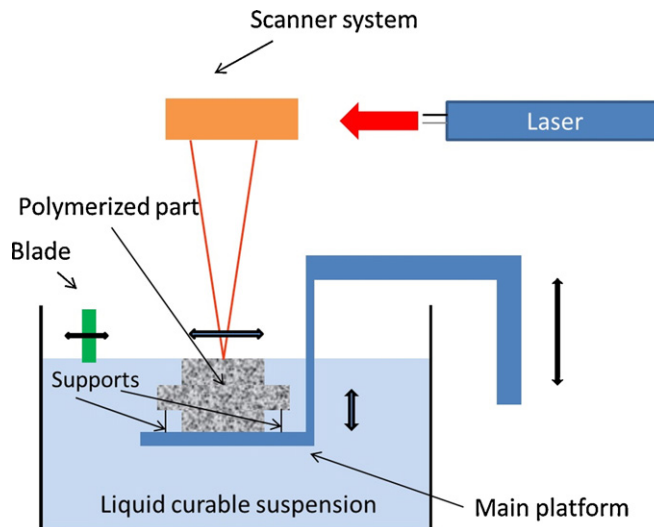 Scanner system
Laser
Polymerized part
Blade
Supports
Liquid curable suspension
Main platform